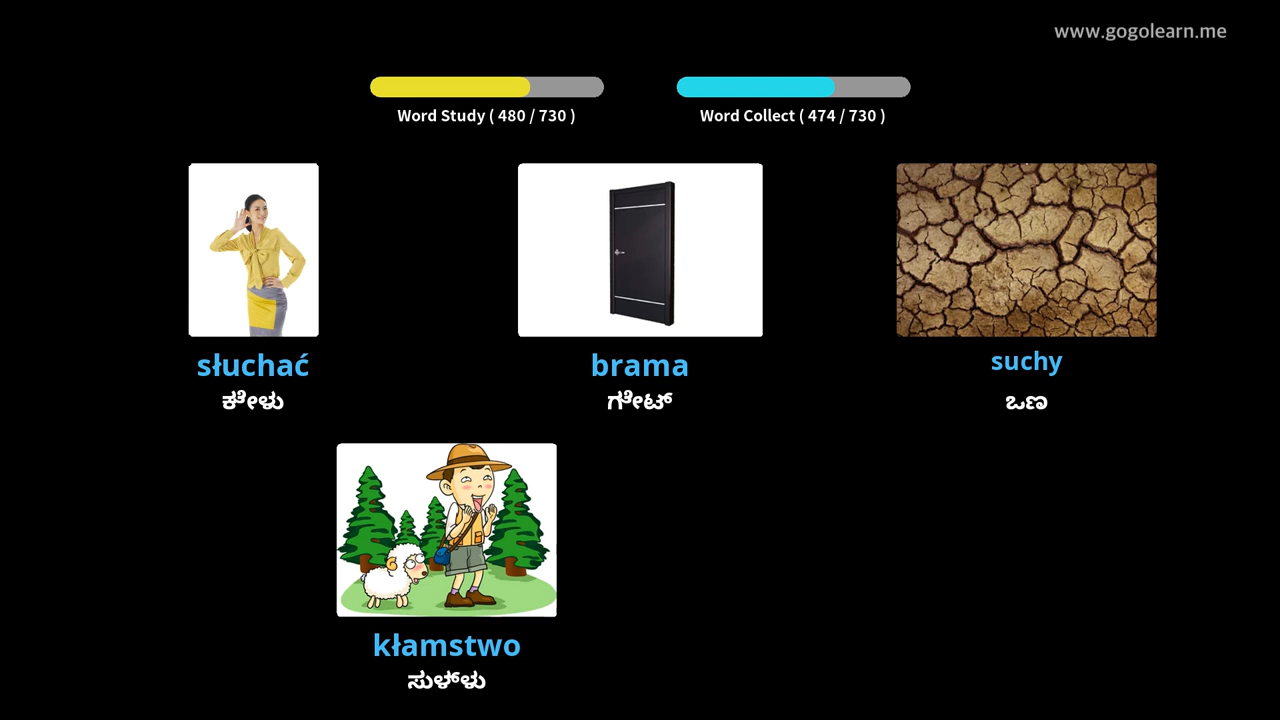 www.gogolearn.me
Word Study ( 480 / 730 )
Word Collect ( 474 / 730 )
słuchać
ಕೇಳು
brama
ಗೇಟ್
suchy
ಒಣ
kłamstwo
ಸುಳ್ಳು